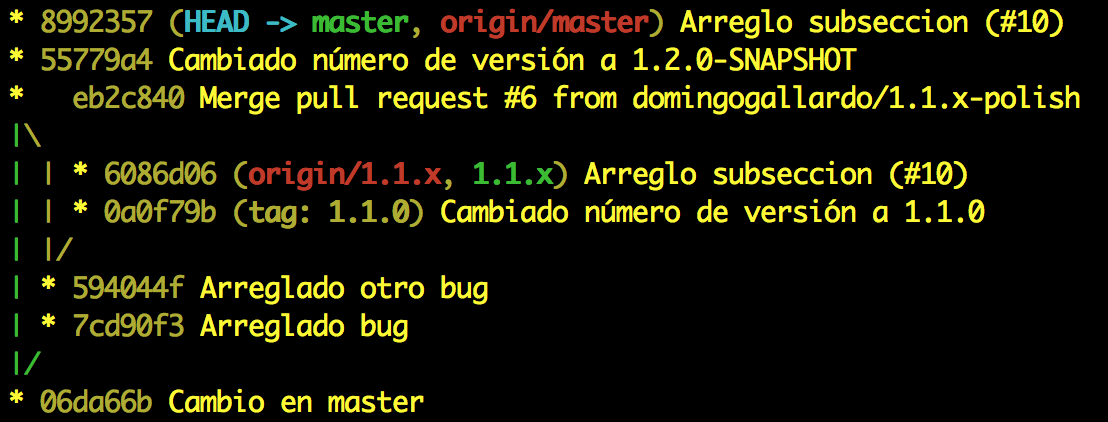 * 8992357 (HEAD -> master, origin/master) Arreglo subseccion (#10)
* 55779a4 Cambiado número de versión a 1.2.0-SNAPSHOT
*   eb2c840 Merge pull request #6 from domingogallardo/1.1.x-polish
|\
| | * 6086d06 (origin/1.1.x, 1.1.x) Arreglo subseccion (#10)
| | * 0a0f79b (tag: 1.1.0) Cambiado número de versión a 1.1.0
| |/
| * 594044f Arreglado otro bug
| * 7cd90f3 Arreglado bug
|/
* 06da66b Cambio en master